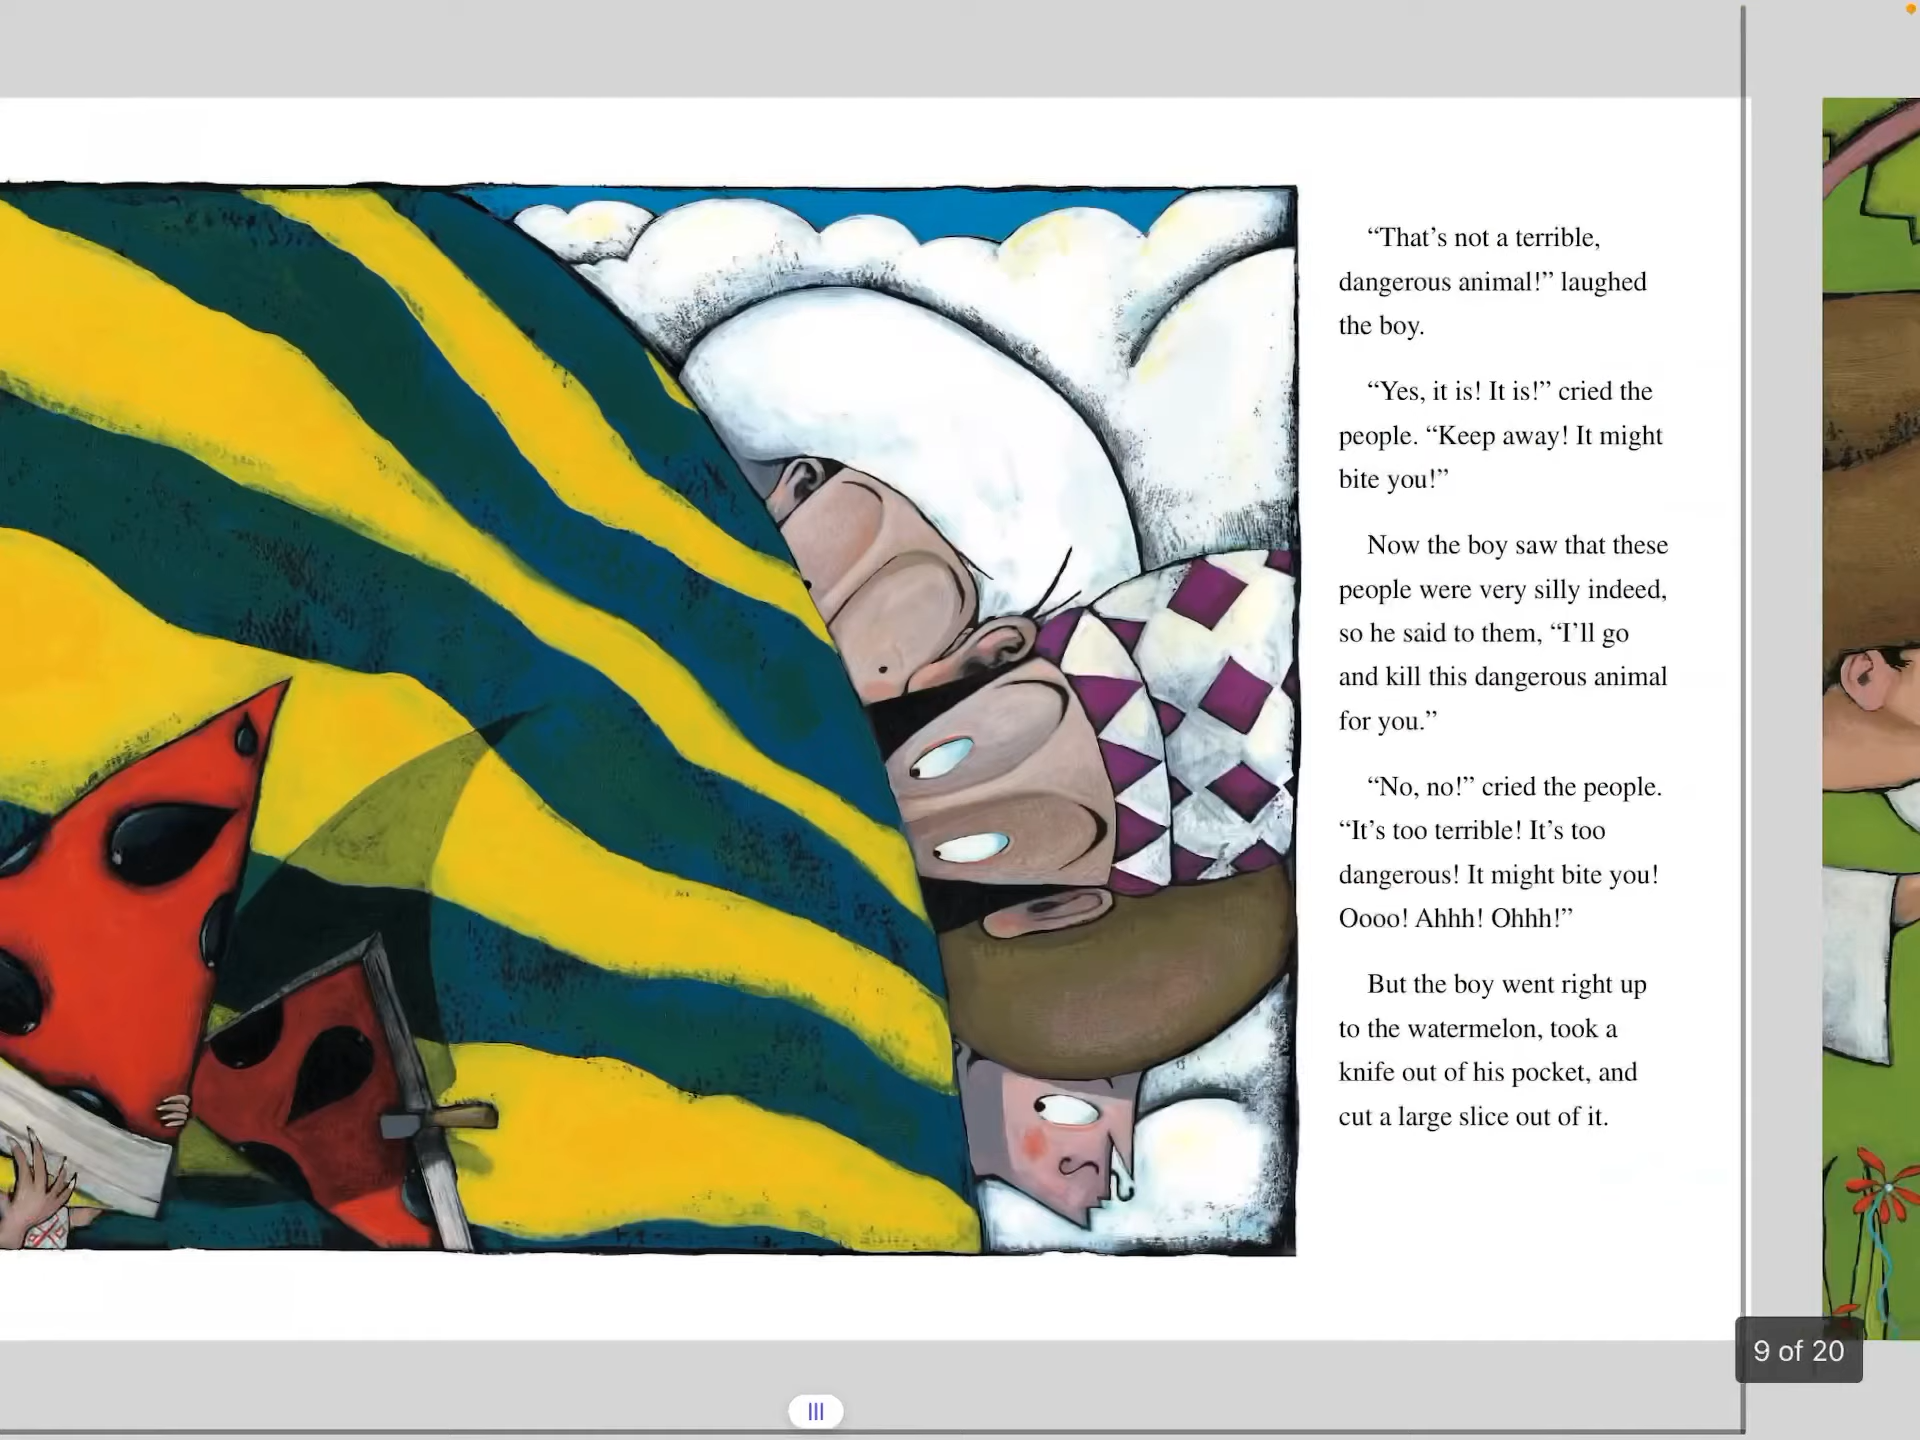 “That’s not a terrible,
dangerous animal!” laughed
the boy.
“Yes, it is! It is!” cried the
people. “Keep away! It might
bite you!”
Now the boy saw that these
people were very silly indeed,
so he said to them, “I’ll go
and kill this dangerous animal
for you.”
“No, no!” cried the people.
“It’s too terrible! It’s too
dangerous! It might bite you!
Oooo! Ahhh! Ohhh!”
But the boy went right up
to the watermelon, took a
knife out of his pocket, and
cut a large slice out of it.
9 of 20